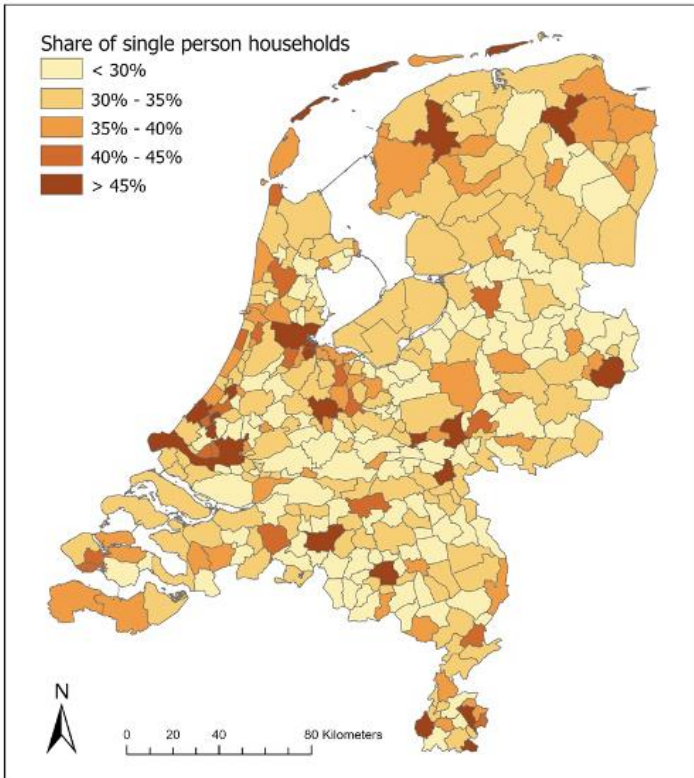 Share of single person households
< 30%
30% - 35%
35% - 40%
40% - 45%
> 45%
N
0 20 40 80 Kilometers